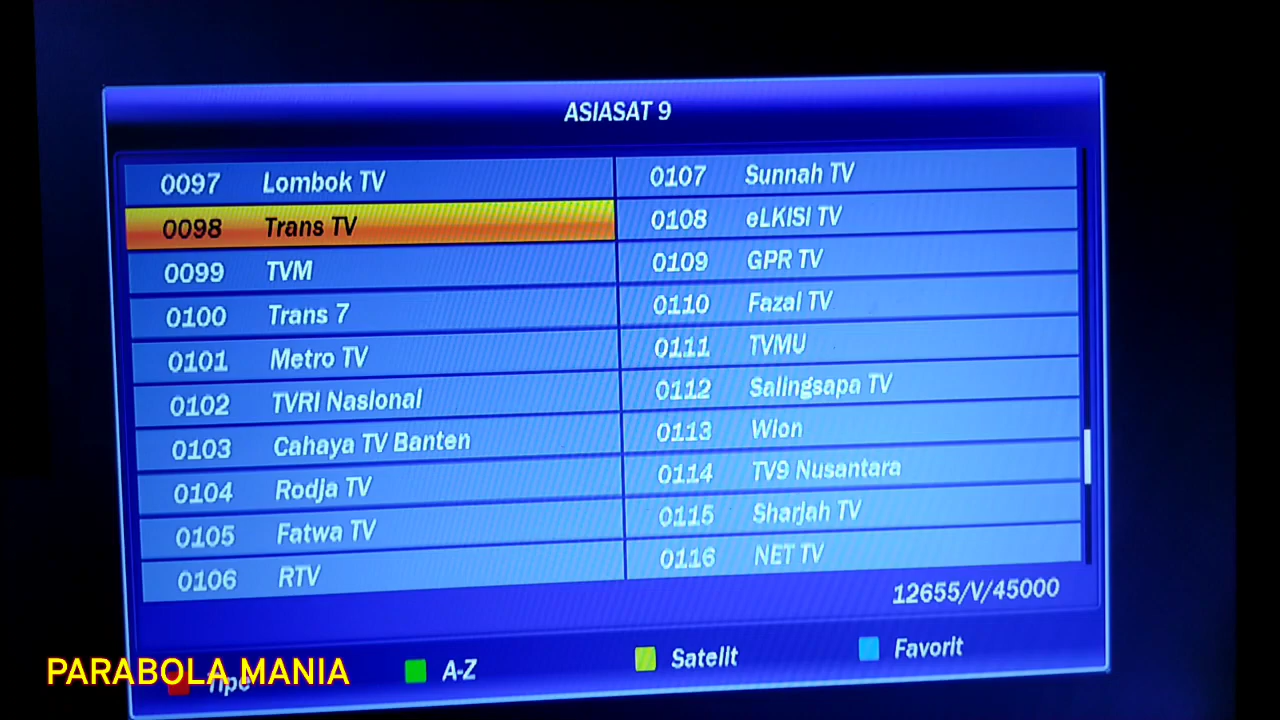 ASIASAT 9
0097 Lombok TV
0098 Trans TV
0099 TVM
0100 Trans 7
0101 Metro TV
0102 TVRI Nasional
0103 Cahaya TV Banten
0104 Rodja TV
0105 Fatwa TV
0106 RTV
0107 Sunnah TV
0108 eLKISI TV
0109 GPR TV
0110 Fazal TV
0111 TVMU
0112 Salingsapa TV
0113 Wion
0114 TV9 Nusantara
0115 Sharjah TV
0116 NET TV
12655/V/45000
Tipe
A-Z
Satelit
Favorit
PARABOLA MANIA